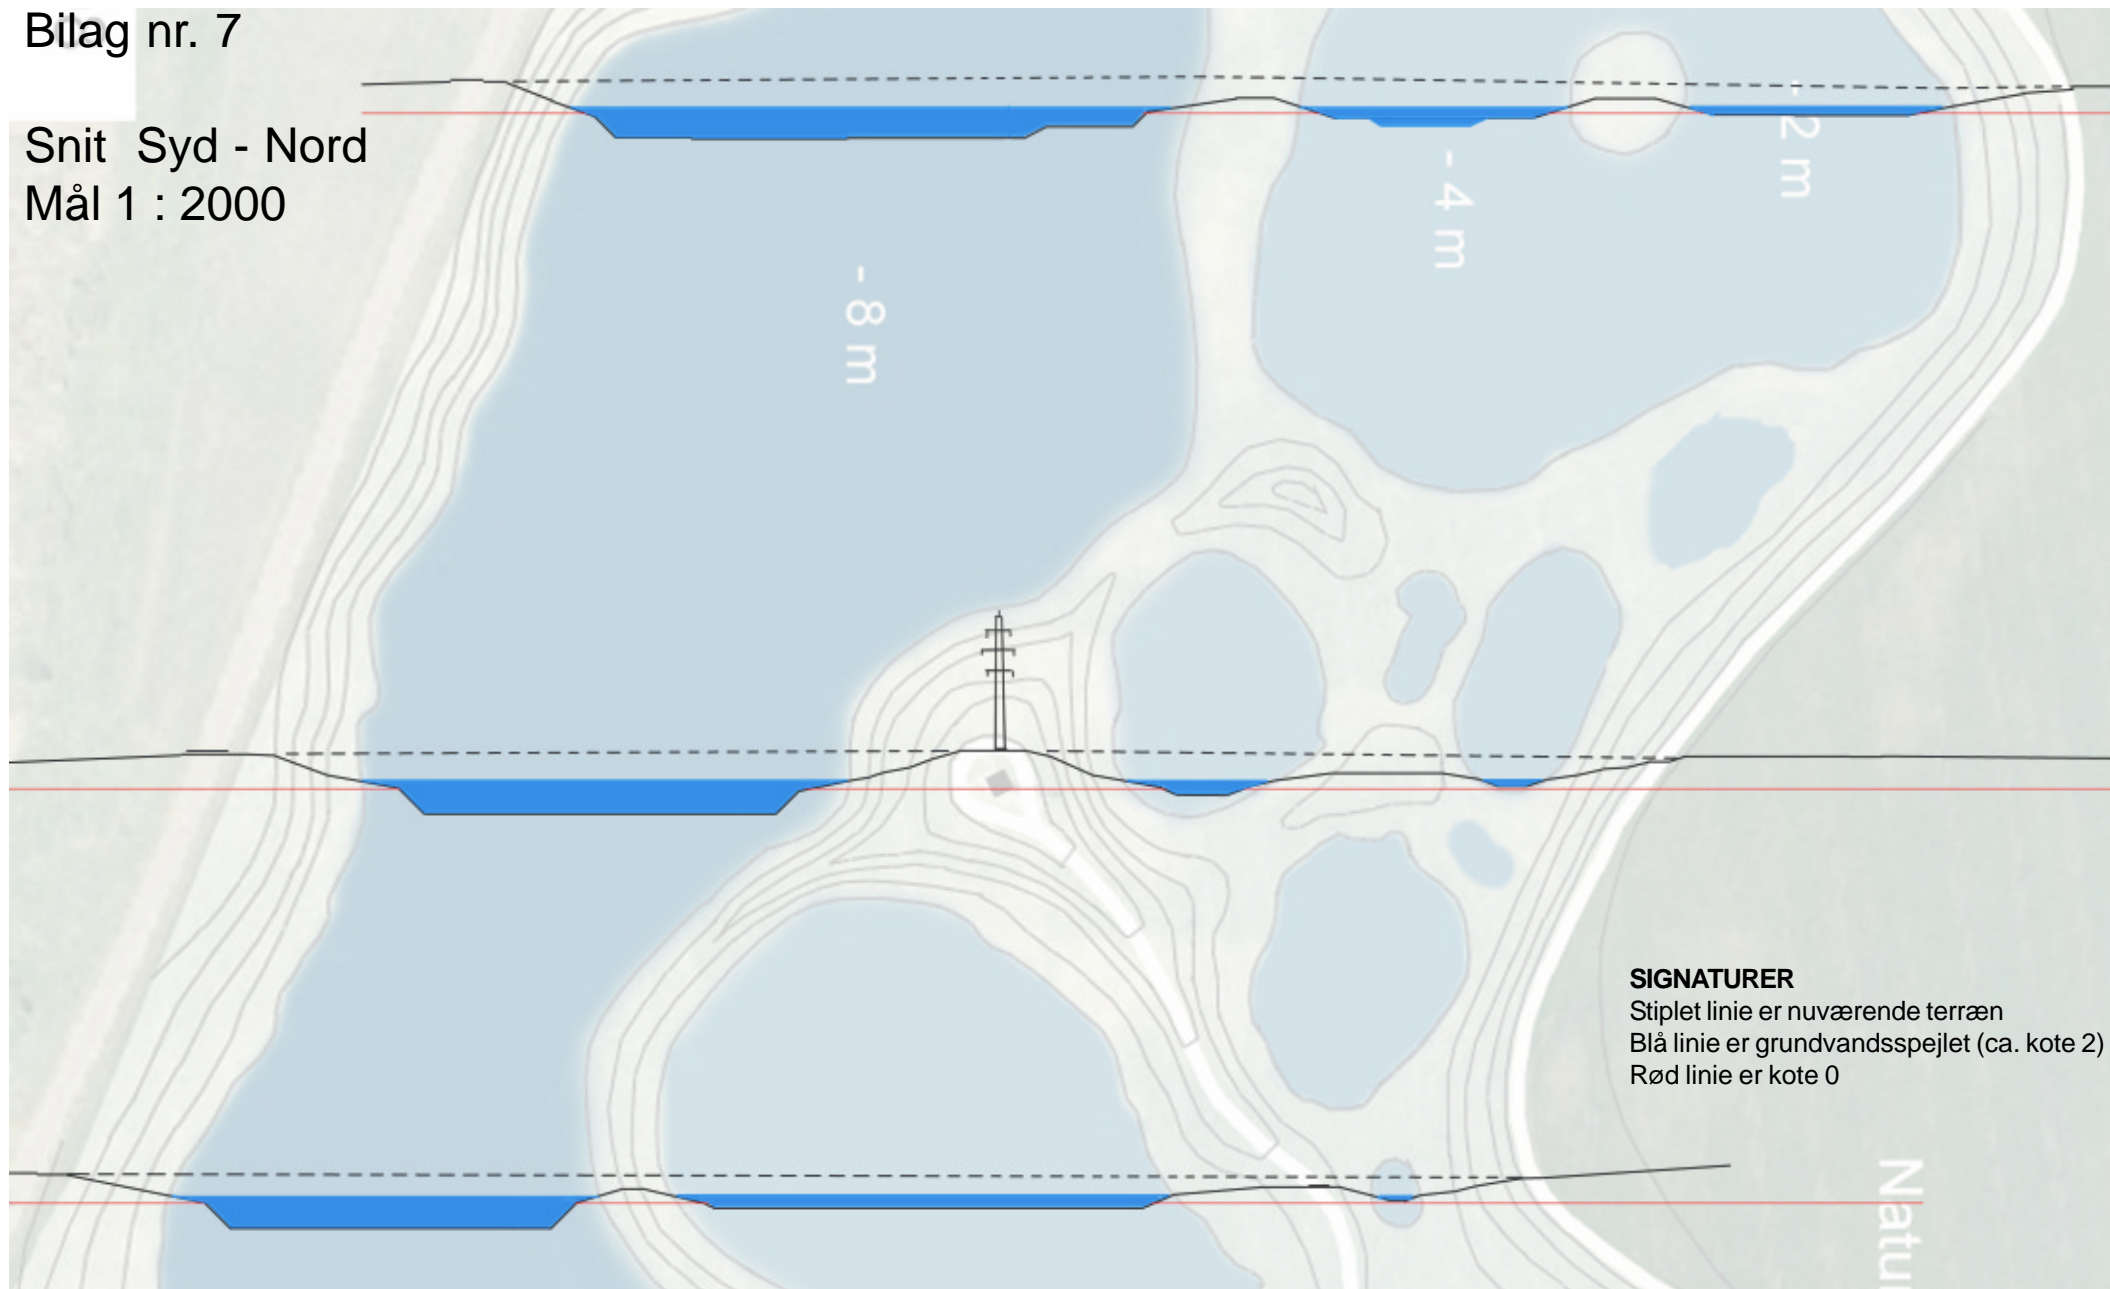 Bilag nr. 7
Snit Syd - Nord
Mål 1 : 2000
- 8 m
- 4 m
- 2 m
SIGNATURER
Stiplet linie er nuværende terræn
Blå linie er grundvandsspejlet (ca. kote 2)
Rød linie er kote 0
Natur